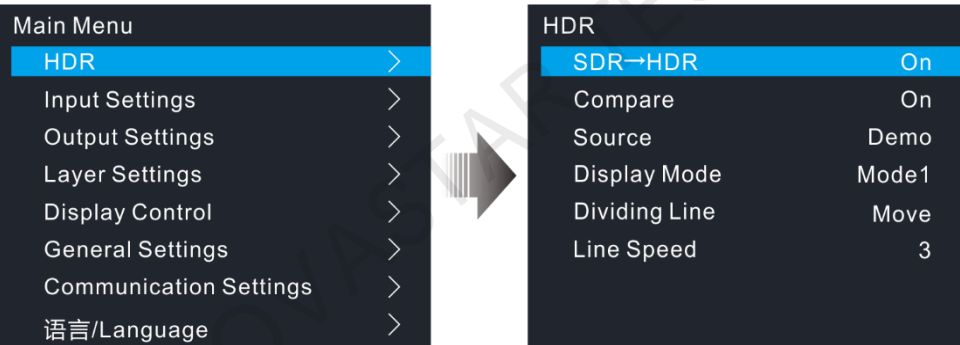 Main Menu
HDR
Input Settings
Output Settings
Layer Settings
Display Control
General Settings
Communication Settings
语言/Language
HDR
SDR→HDR On
Compare On
Source Demo
Display Mode Mode1
Dividing Line Move
Line Speed 3